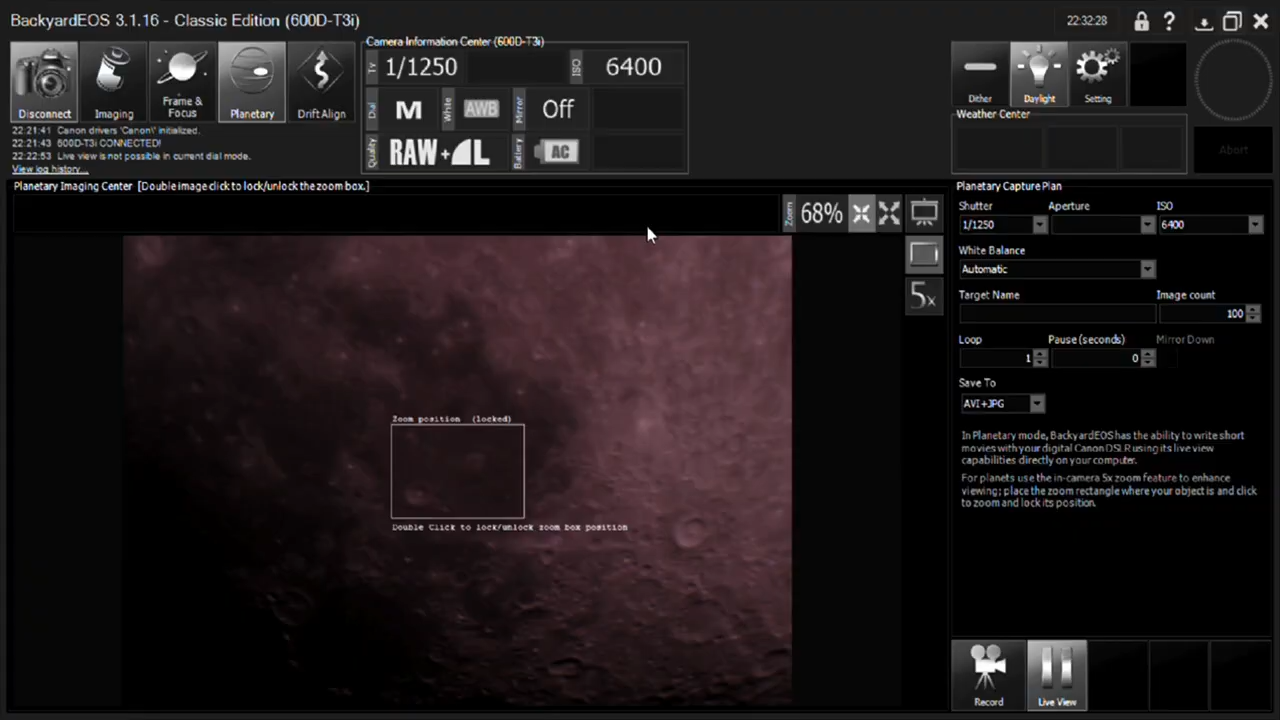 BackyardEOS 3.1.16 - Classic Edition (600D-T3i)
22:32:28
?
Disconnect
Imaging
Frame & Focus
Planetary
Drift Align
Camera Information Center (600D-T3i)
Tv 1/1250
ISO 6400
Dial M
White AWB
Mirror Off
Quality RAW+L
Battery AC
Dither
Daylight
Setting
Weather Center
Abort
22:21:41 Canon drivers 'Canon\' initialized.
22:21:43 600D-T3i CONNECTED!
22:22:53 Live view is not possible in current dial mode.
View log history...
Planetary Imaging Center [Double image click to lock/unlock the zoom box.]
Zoom 68%
5x
Zoom position (locked)
Double Click to lock/unlock zoom box position
Planetary Capture Plan
Shutter Aperture ISO
1/1250 6400
White Balance
Automatic
Target Name Image count
100
Loop Pause (seconds) Mirror Down
1 0
Save To
AVI+JPG
In Planetary mode, BackyardEOS has the ability to write short
movies with your digital Canon DSLR using its live view
capabilities directly on your computer.
For planets use the in-camera 5x zoom feature to enhance
viewing; place the zoom rectangle where your object is and click
to zoom and lock its position.
Record
Live View